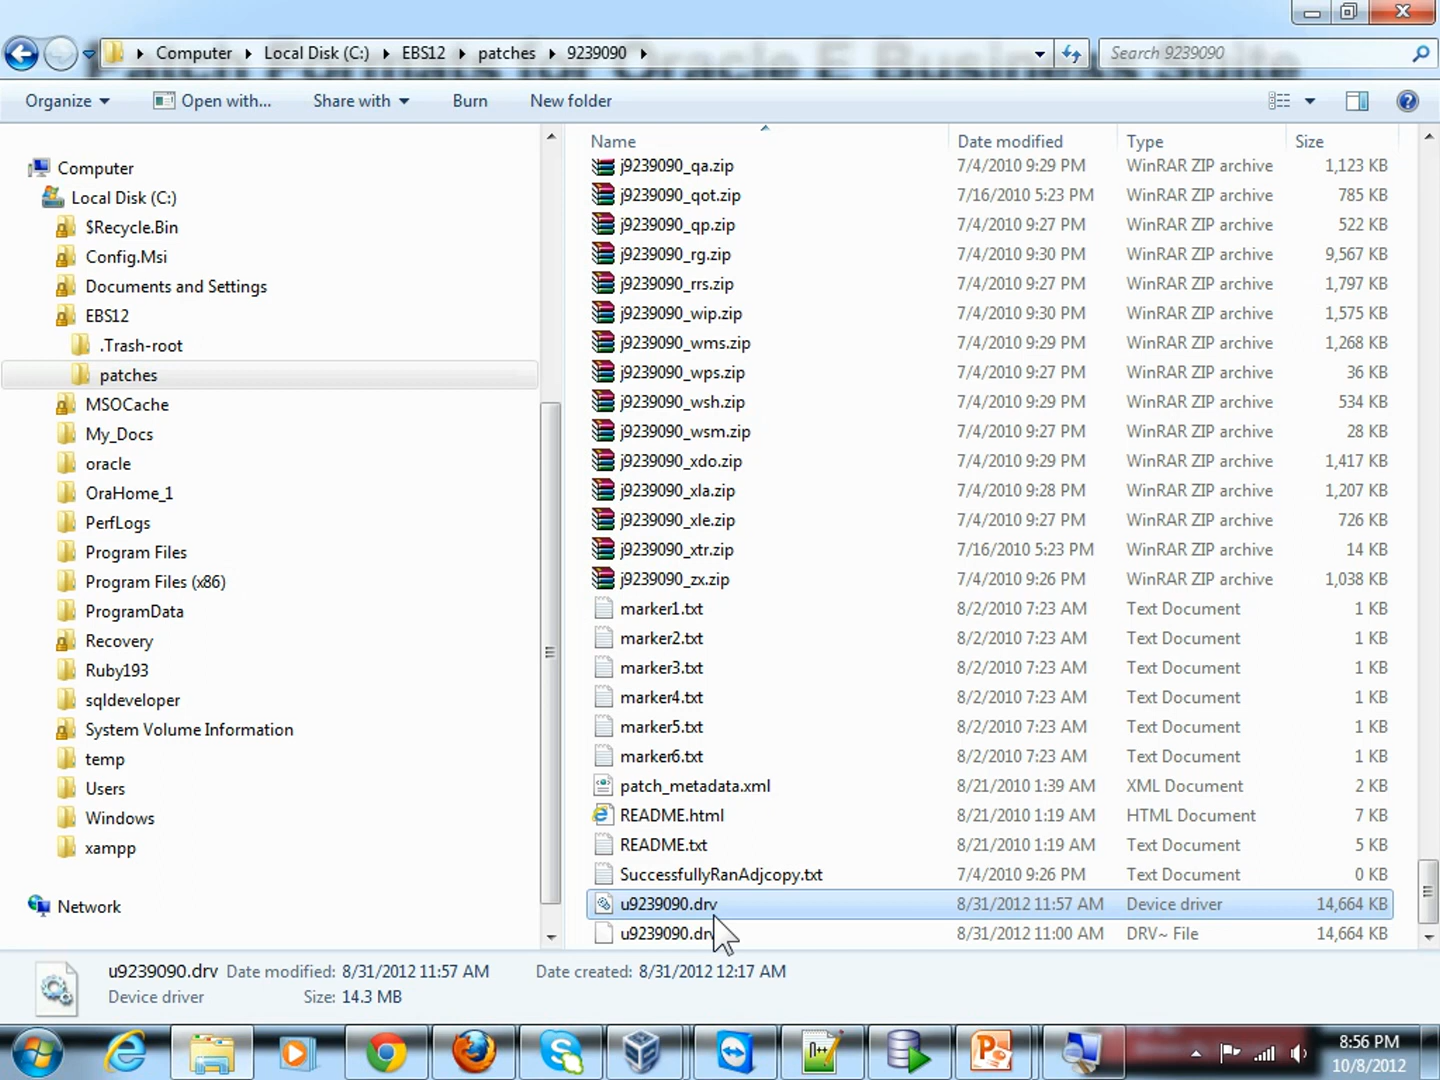 Patch For for Oracle E Business Suite
Computer Local Disk (C:) EBS12 patches 9239090
Search 9239090
Organize Open with... Share with Burn New folder
Name Date modified Type Size
Computer
Local Disk (C:)
$Recycle.Bin
Config.Msi
Documents and Settings
EBS12
.Trash-root
patches
MSOCache
My_Docs
oracle
OraHome_1
PerfLogs
Program Files
Program Files (x86)
ProgramData
Recovery
Ruby193
sqldeveloper
System Volume Information
temp
Users
Windows
xampp
Network
j9239090_qa.zip 7/4/2010 9:29 PM WinRAR ZIP archive 1,123 KB
j9239090_qot.zip 7/16/2010 5:23 PM WinRAR ZIP archive 785 KB
j9239090_qp.zip 7/4/2010 9:27 PM WinRAR ZIP archive 522 KB
j9239090_rg.zip 7/4/2010 9:30 PM WinRAR ZIP archive 9,567 KB
j9239090_rrs.zip 7/4/2010 9:27 PM WinRAR ZIP archive 1,797 KB
j9239090_wip.zip 7/4/2010 9:30 PM WinRAR ZIP archive 1,575 KB
j9239090_wms.zip 7/4/2010 9:29 PM WinRAR ZIP archive 1,268 KB
j9239090_wps.zip 7/4/2010 9:27 PM WinRAR ZIP archive 36 KB
j9239090_wsh.zip 7/4/2010 9:29 PM WinRAR ZIP archive 534 KB
j9239090_wsm.zip 7/4/2010 9:27 PM WinRAR ZIP archive 28 KB
j9239090_xdo.zip 7/4/2010 9:29 PM WinRAR ZIP archive 1,417 KB
j9239090_xla.zip 7/4/2010 9:28 PM WinRAR ZIP archive 1,207 KB
j9239090_xle.zip 7/4/2010 9:27 PM WinRAR ZIP archive 726 KB
j9239090_xtr.zip 7/16/2010 5:23 PM WinRAR ZIP archive 14 KB
j9239090_zx.zip 7/4/2010 9:26 PM WinRAR ZIP archive 1,038 KB
marker1.txt 8/2/2010 7:23 AM Text Document 1 KB
marker2.txt 8/2/2010 7:23 AM Text Document 1 KB
marker3.txt 8/2/2010 7:23 AM Text Document 1 KB
marker4.txt 8/2/2010 7:23 AM Text Document 1 KB
marker5.txt 8/2/2010 7:23 AM Text Document 1 KB
marker6.txt 8/2/2010 7:23 AM Text Document 1 KB
patch_metadata.xml 8/21/2010 1:39 AM XML Document 2 KB
README.html 8/21/2010 1:19 AM HTML Document 7 KB
README.txt 8/21/2010 1:19 AM Text Document 5 KB
SuccessfullyRanAdjcopy.txt 7/4/2010 9:26 PM Text Document 0 KB
u9239090.drv 8/31/2012 11:57 AM Device driver 14,664 KB
u9239090.drv 8/31/2012 11:00 AM DRV~ File 14,664 KB
u9239090.drv Date modified: 8/31/2012 11:57 AM Date created: 8/31/2012 12:17 AM
Device driver Size: 14.3 MB
8:56 PM
10/8/2012